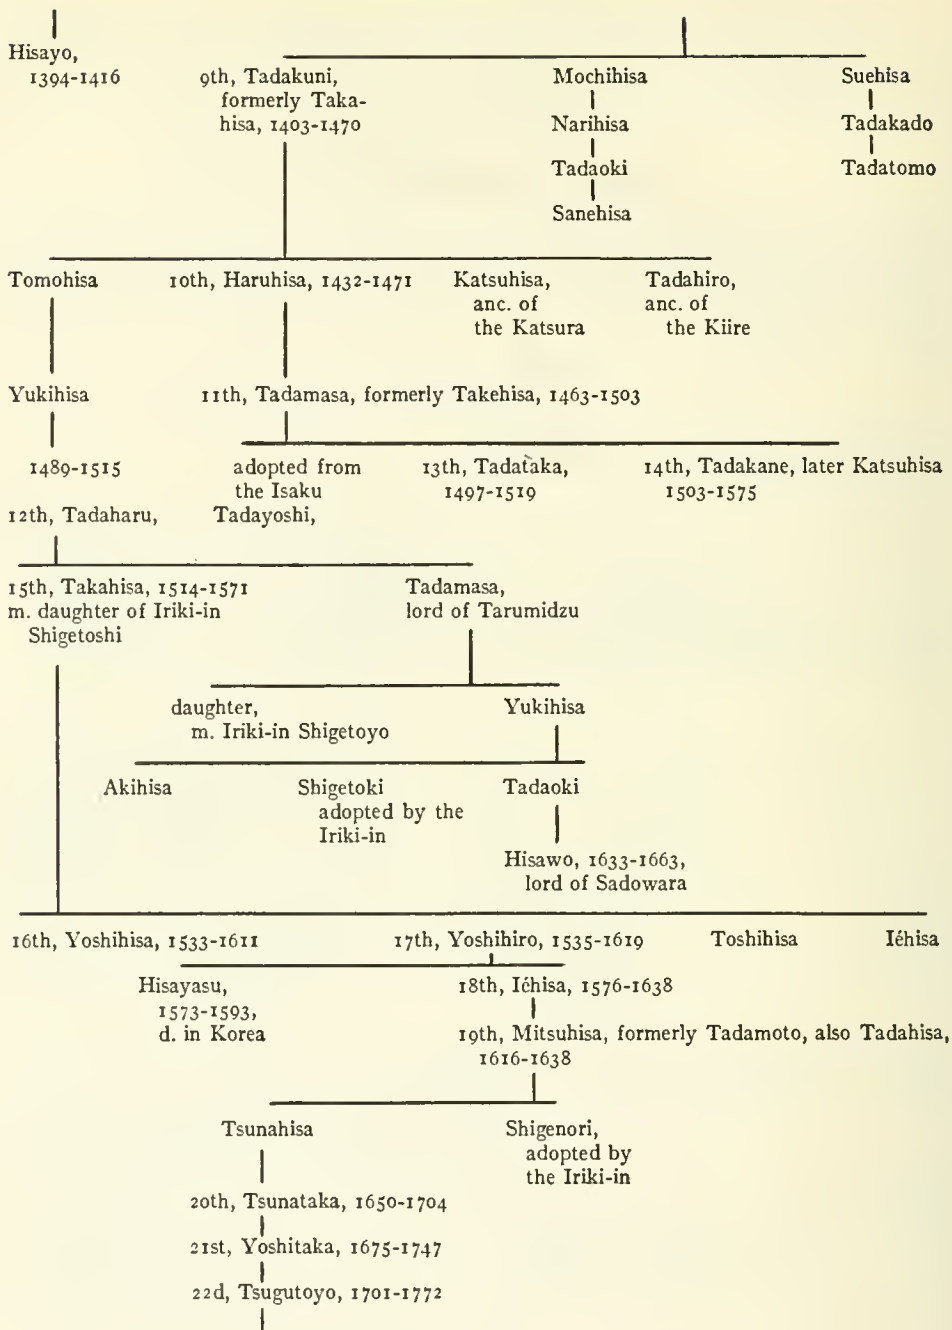 Hisayo,
1394-1416
9th, Tadakuni,
formerly Taka-
hisa, 1403-1470
Mochihisa
Narihisa
Tadaoki
Sanehisa
Suehisa
Tadakado
Tadatomo
Tomohisa
10th, Haruhisa, 1432-1471
Katsuhisa,
anc. of
the Katsura
Tadahiro,
anc. of
the Kiire
Yukihisa
11th, Tadamasa, formerly Takehisa, 1463-1503
1489-1515
12th, Tadaharu,
adopted from
the Isaku
Tadayoshi,
13th, Tadataka,
1497-1519
14th, Tadakane, later Katsuhisa
1503-1575
15th, Takahisa, 1514-1571
m. daughter of Iriki-in
Shigetoshi
Tadamasa,
lord of Tarumidzu
daughter,
m. Iriki-in Shigetoyo
Yukihisa
Akihisa
Shigetoki
adopted by the
Iriki-in
Tadaoki
Hisawo, 1633-1663,
lord of Sadowara
16th, Yoshihisa, 1533-1611
17th, Yoshihiro, 1535-1619
Toshihisa
Iéhisa
Hisayasu,
1573-1593,
d. in Korea
18th, Iéhisa, 1576-1638
19th, Mitsuhisa, formerly Tadamoto, also Tadahisa,
1616-1638
Tsunahisa
Shigenori,
adopted by
the Iriki-in
20th, Tsunataka, 1650-1704
21st, Yoshitaka, 1675-1747
22d, Tsugutoyo, 1701-1772